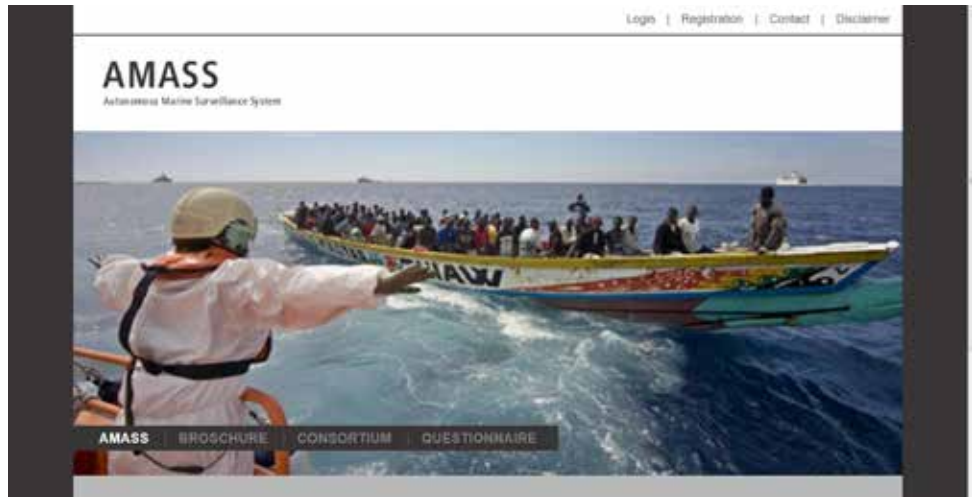 Login | Registration | Contact | Disclaimer
AMASS
Autonomous Marine Surveillance System
AMASS | BROSCHURE | CONSORTIUM | QUESTIONNAIRE